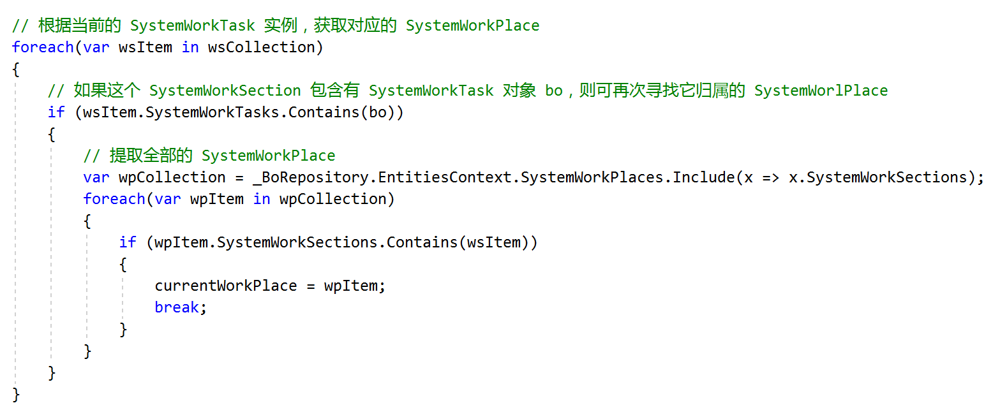 // 根据当前的 SystemWorkTask 实例，获取对应的 SystemWorkPlace
foreach(var wsItem in wsCollection)
{
    // 如果这个 SystemWorkSection 包含有 SystemWorkTask 对象 bo，则可再次寻找它归属的 SystemWorlPlace
    if (wsItem.SystemWorkTasks.Contains(bo))
    {
        // 提取全部的 SystemWorkPlace
        var wpCollection = _BoRepository.EntitiesContext.SystemWorkPlaces.Include(x => x.SystemWorkSections);
        foreach(var wpItem in wpCollection)
        {
            if (wpItem.SystemWorkSections.Contains(wsItem))
            {
                currentWorkPlace = wpItem;
                break;
            }
        }
    }
}